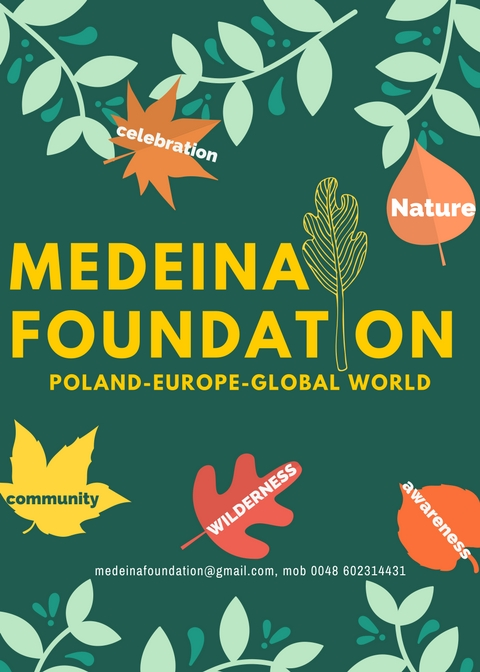 celebration
Nature
MEDEINA
FOUNDATION
POLAND-EUROPE-GLOBAL WORLD
community
WILDERNESS
awareness
medeinafoundation@gmail.com, mob 0048 602314431